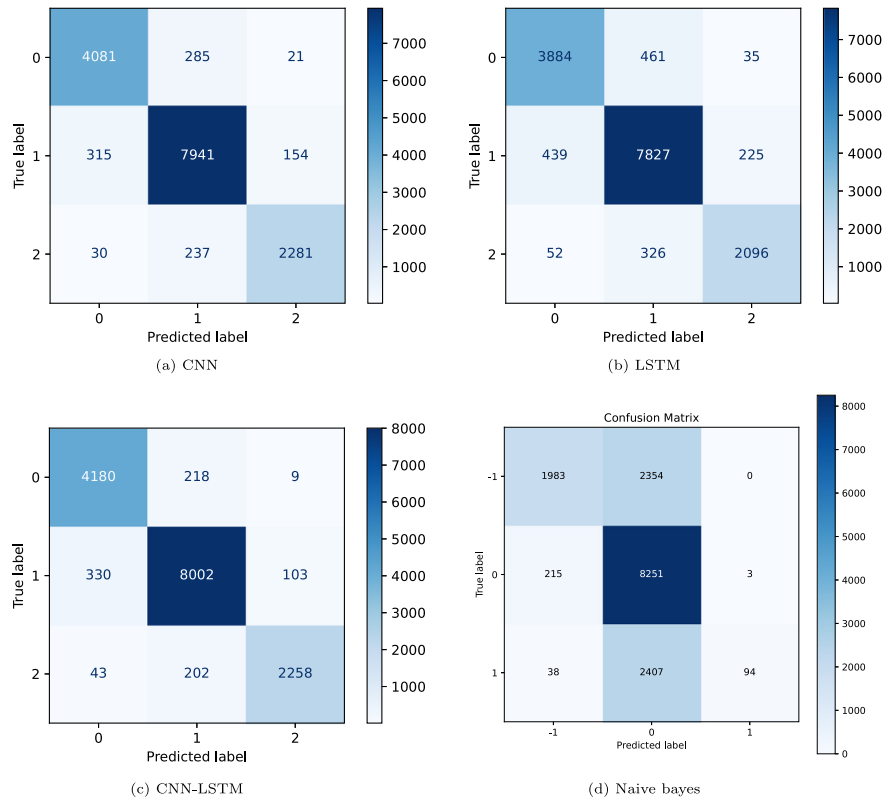 0 4081 285 21
1 315 7941 154
2 30 237 2281
0 1 2
True label
Predicted label
7000
6000
5000
4000
3000
2000
1000
(a) CNN
0 3884 461 35
1 439 7827 225
2 52 326 2096
0 1 2
True label
Predicted label
7000
6000
5000
4000
3000
2000
1000
(b) LSTM
0 4180 218 9
1 330 8002 103
2 43 202 2258
0 1 2
True label
Predicted label
8000
7000
6000
5000
4000
3000
2000
1000
(c) CNN-LSTM
Confusion Matrix
-1 1983 2354 0
0 215 8251 3
1 38 2407 94
-1 0 1
True label
Predicted label
8000
7000
6000
5000
4000
3000
2000
1000
0
(d) Naive bayes